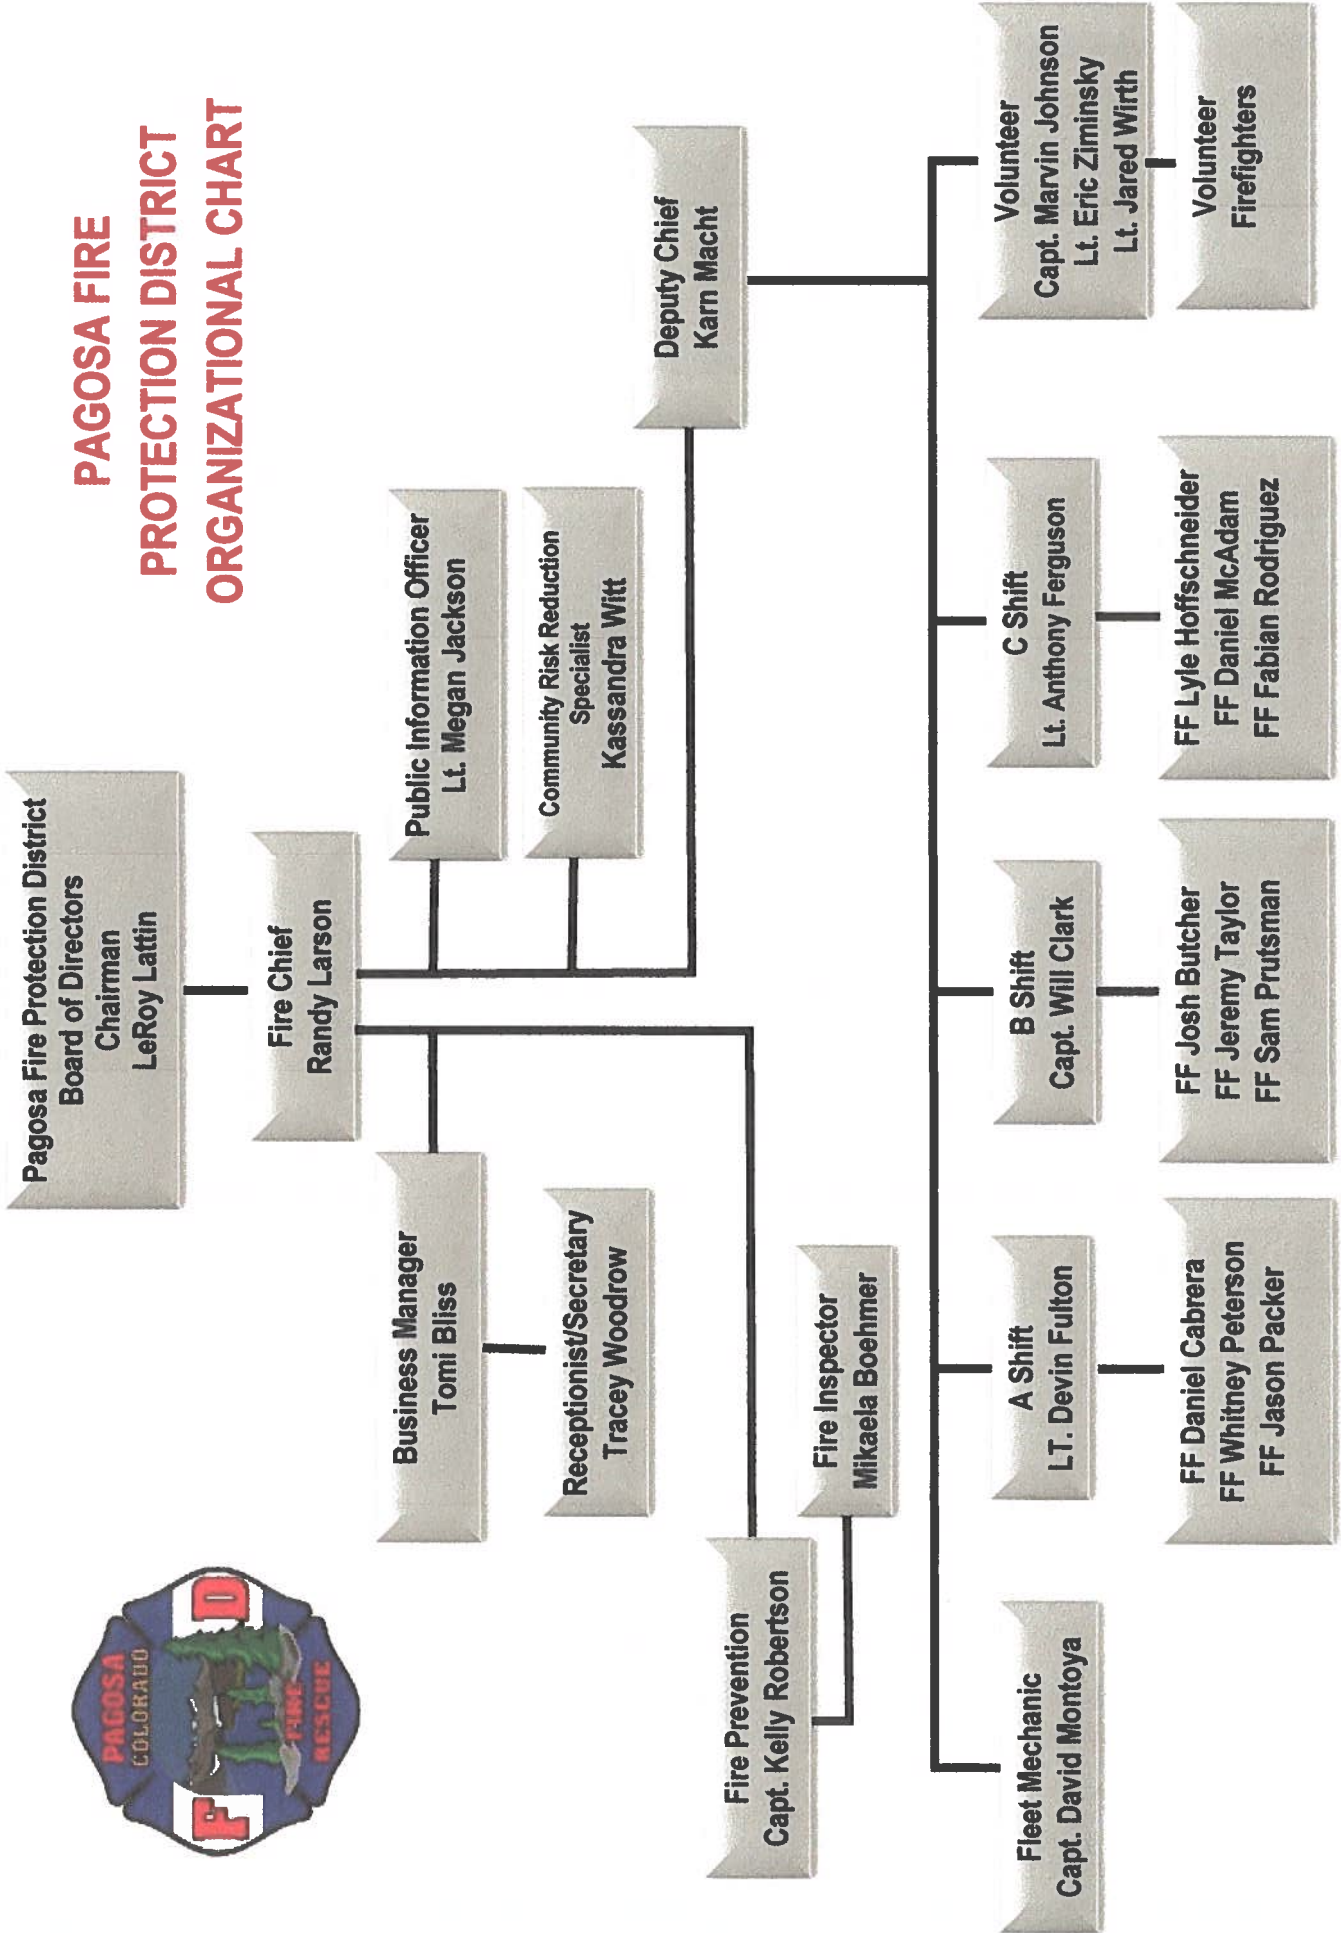 PAGOSA
COLORADO
F D
FIRE
RESCUE
PAGOSA FIRE
PROTECTION DISTRICT
ORGANIZATIONAL CHART
Pagosa Fire Protection District
Board of Directors
Chairman
LeRoy Lattin
Fire Chief
Randy Larson
Business Manager
Tomi Bliss
Receptionist/Secretary
Tracey Woodrow
Public Information Officer
Lt. Megan Jackson
Community Risk Reduction
Specialist
Kassandra Witt
Fire Prevention
Capt. Kelly Robertson
Fire Inspector
Mikaela Boehmer
Deputy Chief
Karn Macht
Fleet Mechanic
Capt. David Montoya
A Shift
LT. Devin Fulton
FF Daniel Cabrera
FF Whitney Peterson
FF Jason Packer
B Shift
Capt. Will Clark
FF Josh Butcher
FF Jeremy Taylor
FF Sam Prutsman
C Shift
Lt. Anthony Ferguson
FF Lyle Hoffschneider
FF Daniel McAdam
FF Fabian Rodriguez
Volunteer
Capt. Marvin Johnson
Lt. Eric Ziminsky
Lt. Jared Wirth
Volunteer
Firefighters